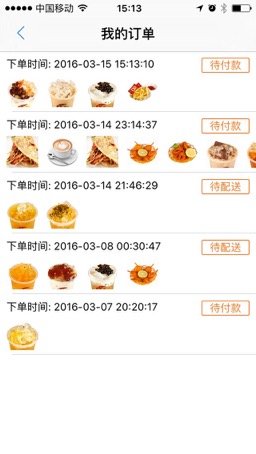 中国移动
15:13
我的订单
下单时间: 2016-03-15 15:13:10
待付款
下单时间: 2016-03-14 23:14:37
待付款
下单时间: 2016-03-14 21:46:29
待配送
下单时间: 2016-03-08 00:30:47
待配送
下单时间: 2016-03-07 20:20:17
待付款